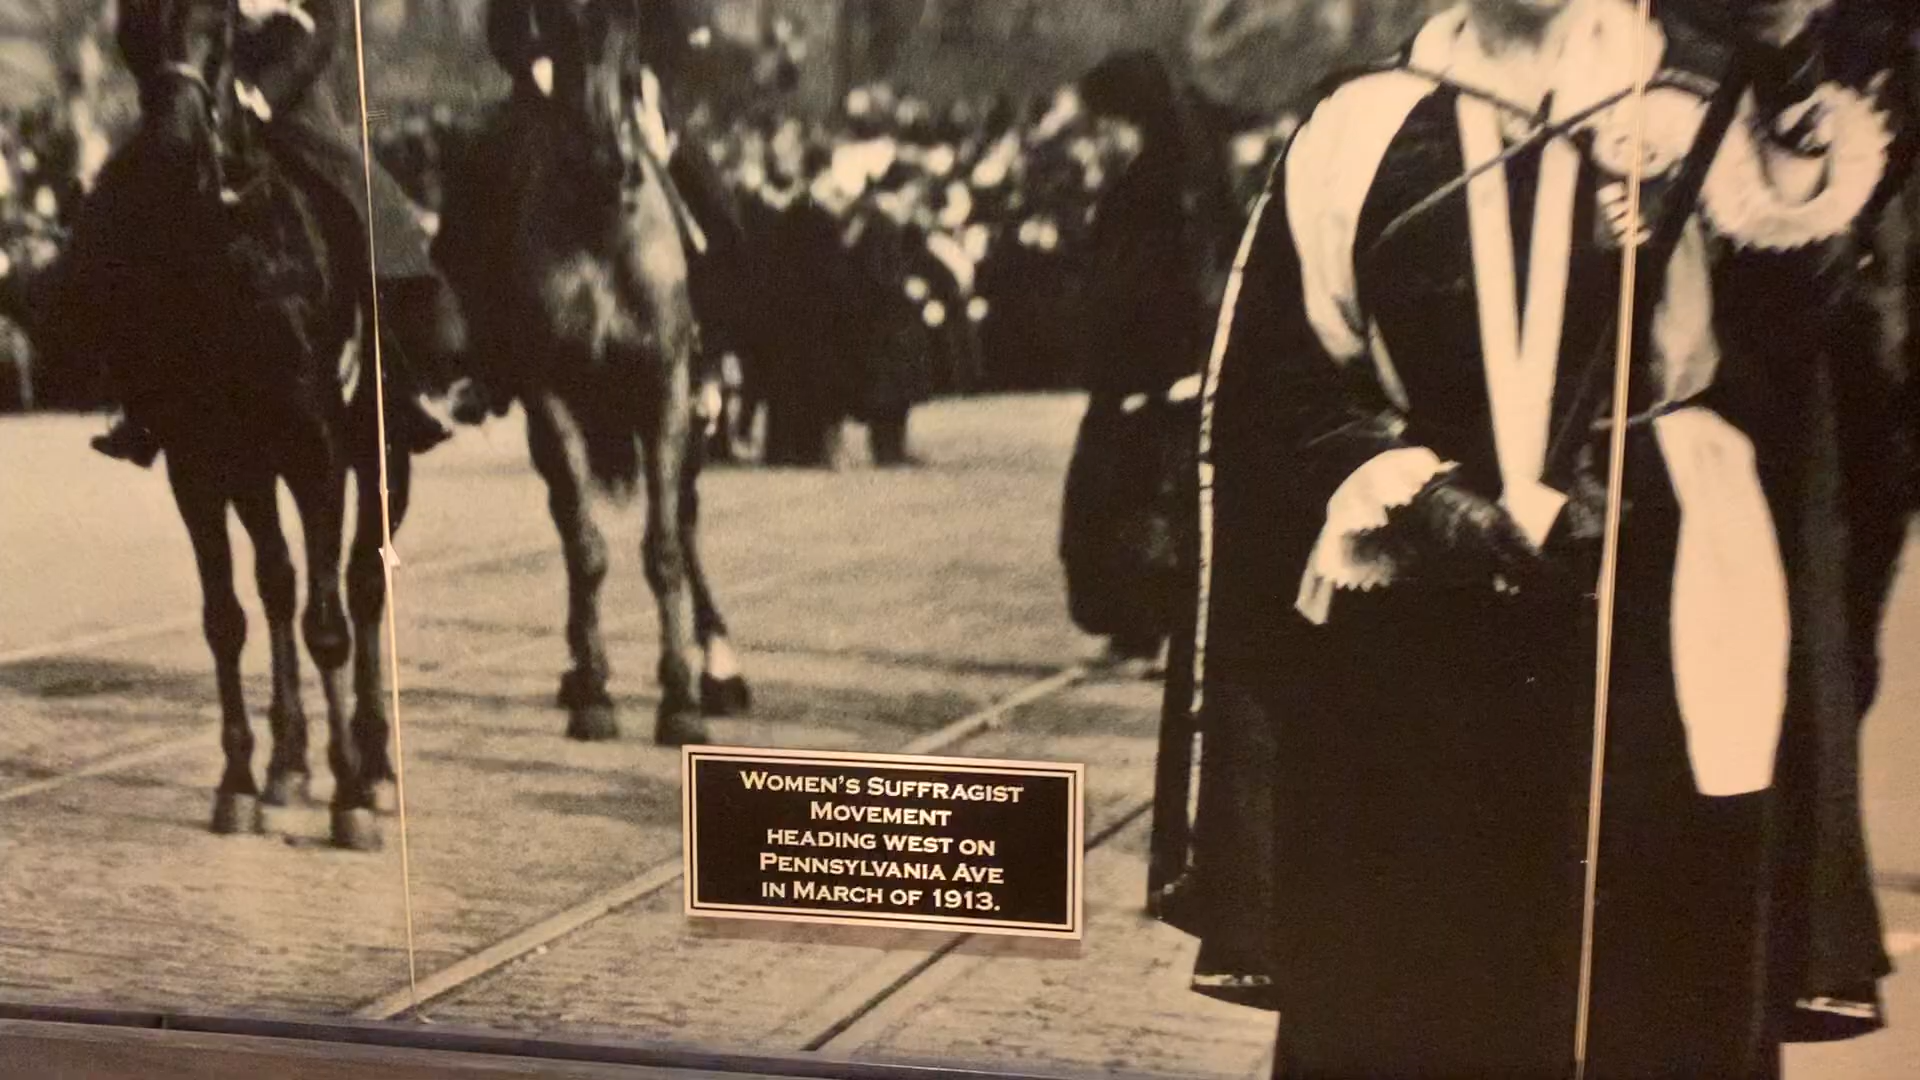 WOMEN'S SUFFRAGIST
MOVEMENT
HEADING WEST ON
PENNSYLVANIA AVE
IN MARCH OF 1913.